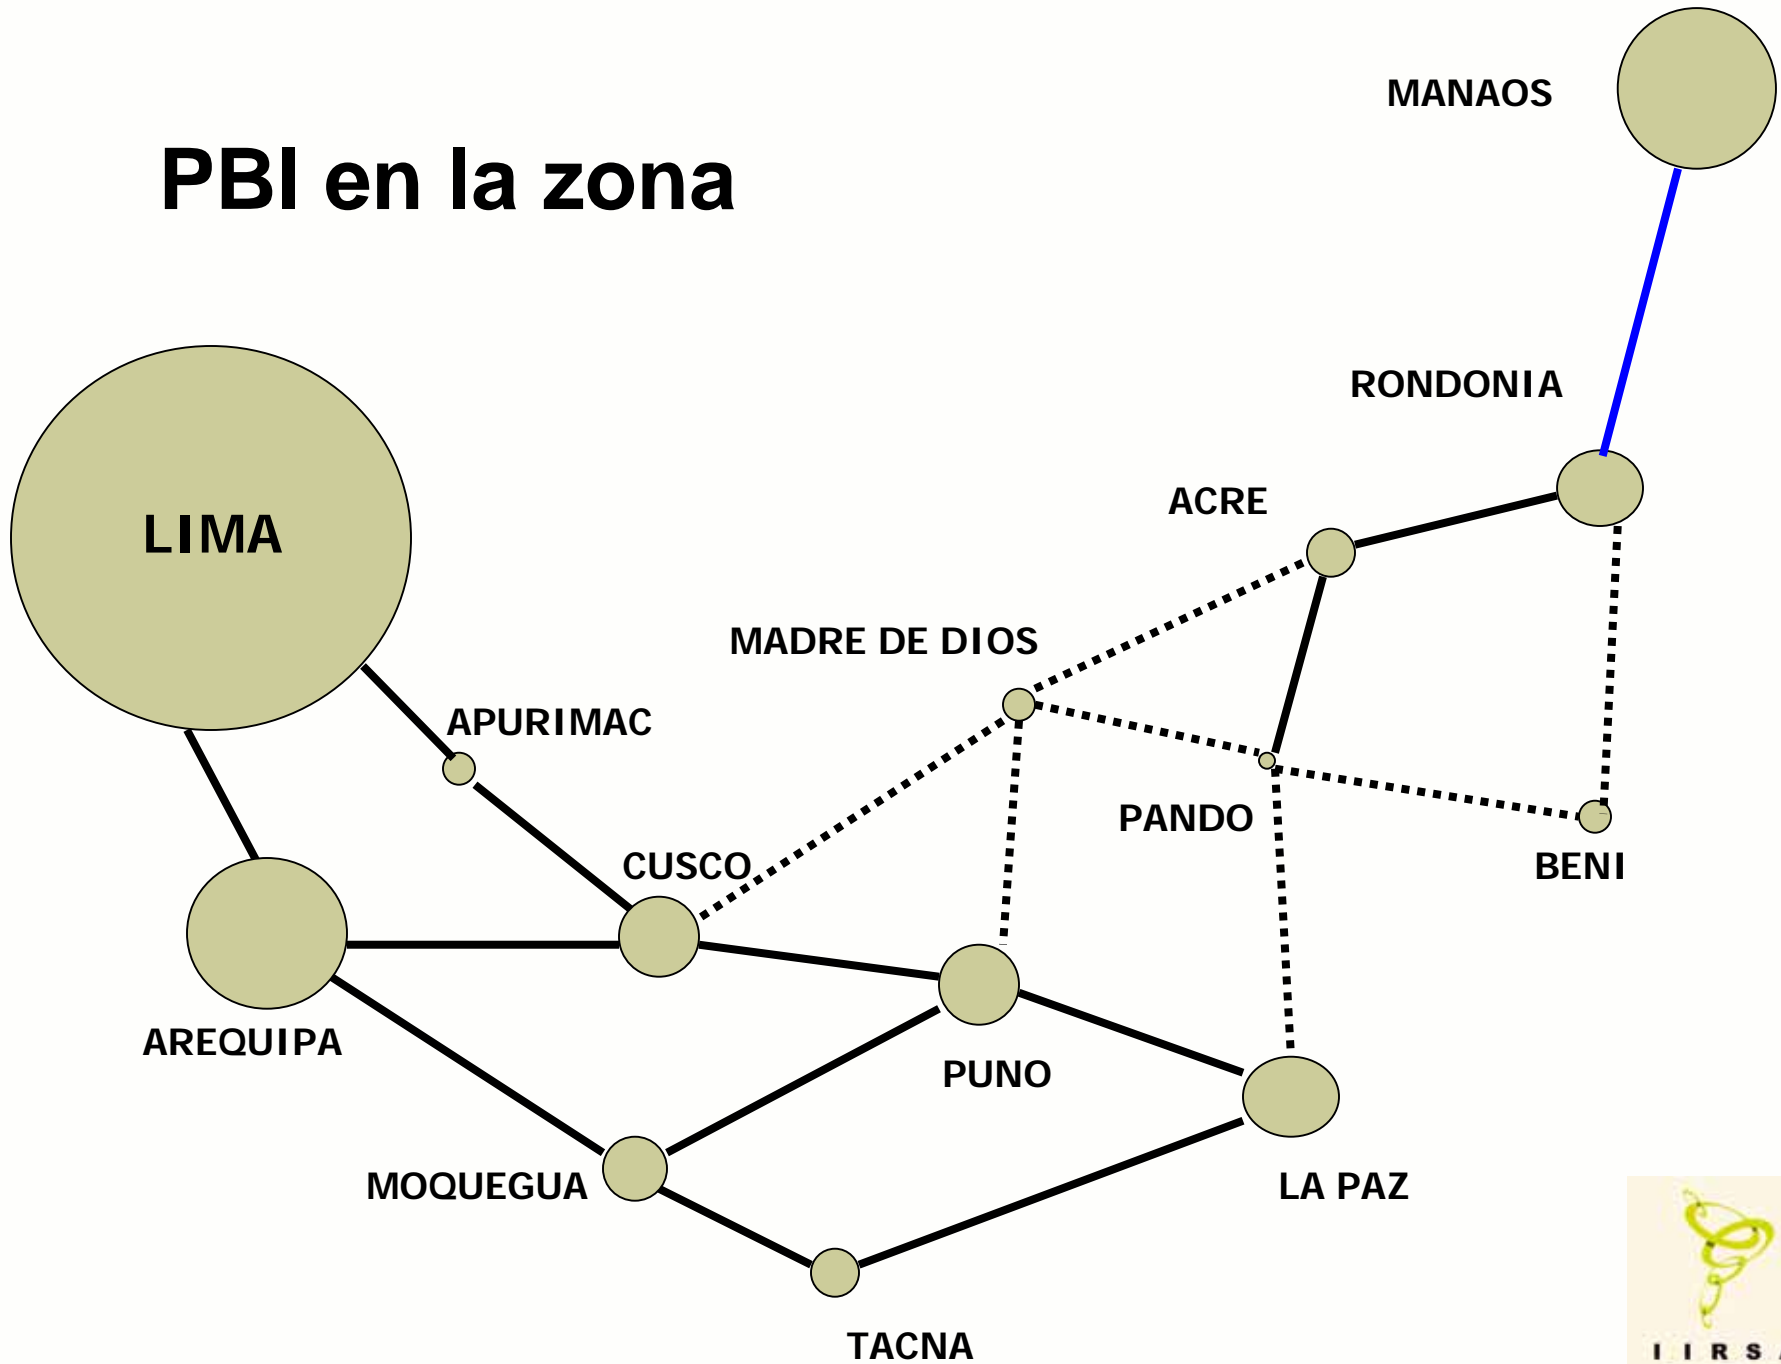 MANAOS
PBI en la zona
RONDONIA
ACRE
LIMA
MADRE DE DIOS
APURIMAC
PANDO
CUSCO
BENI
AREQUIPA
PUNO
MOQUEGUA
LA PAZ
TACNA
I I R S A